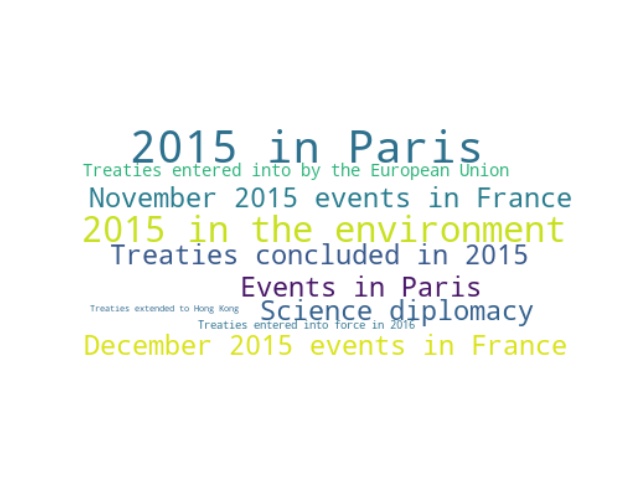 2015 in Paris
Treaties entered into by the European Union
November 2015 events in France
2015 in the environment
Treaties concluded in 2015
Events in Paris
Treaties extended to Hong Kong
Science diplomacy
Treaties entered into force in 2016
December 2015 events in France